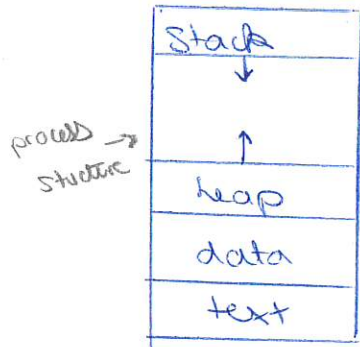 Stack
process →
structure
heap
data
text